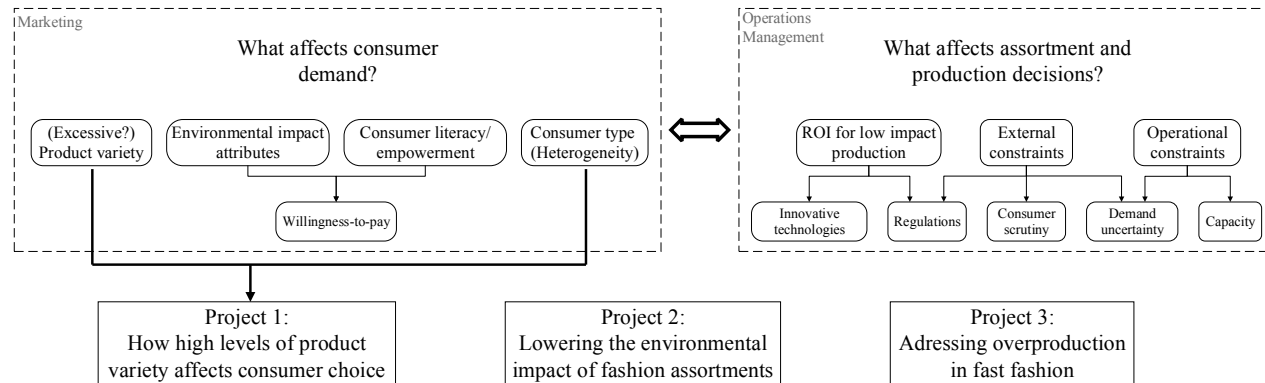 Marketing
What affects consumer
demand?
(Excessive?)
Product variety
Environmental impact
attributes
Consumer literacy/
empowerment
Consumer type
(Heterogeneity)
Willingness-to-pay
Operations
Management
What affects assortment and
production decisions?
ROI for low impact
production
External
constraints
Operational
constraints
Innovative
technologies
Regulations
Consumer
scrutiny
Demand
uncertainty
Capacity
Project 1:
How high levels of product
variety affects consumer choice
Project 2:
Lowering the environmental
impact of fashion assortments
Project 3:
Adressing overproduction
in fast fashion